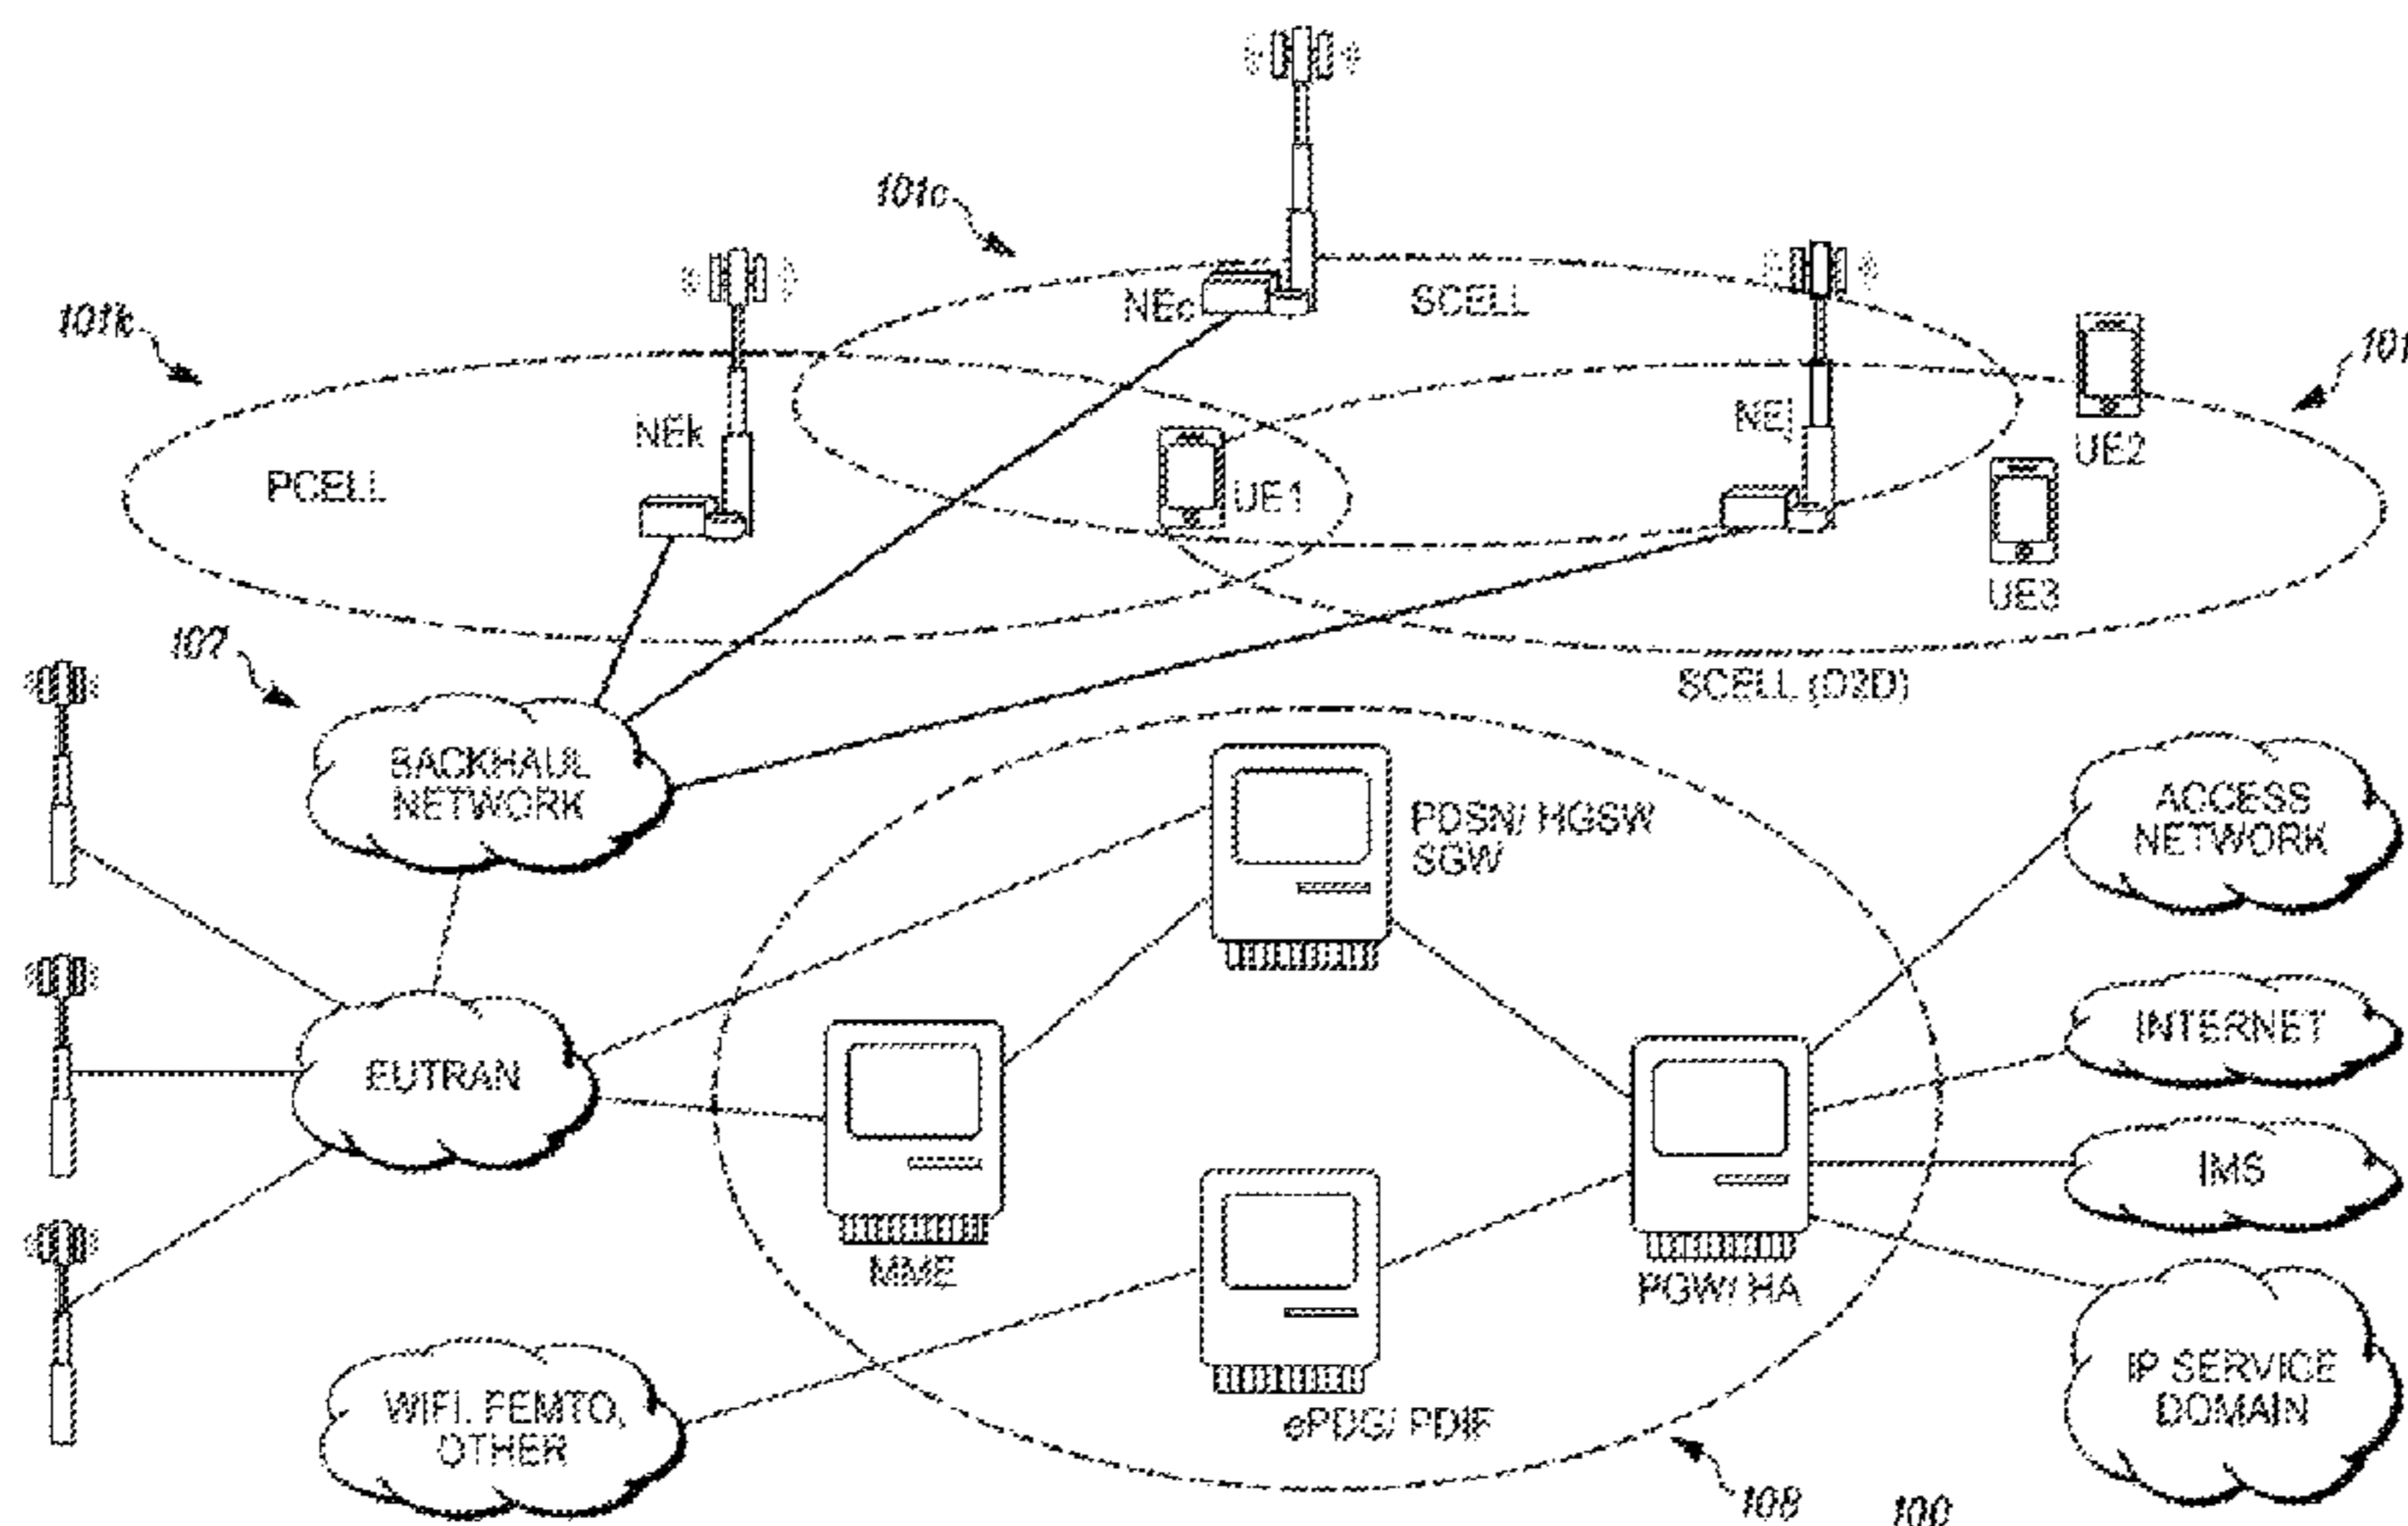 101c
NEc
SCELL
101k
101
NEk
NEj
UE2
PCELL
UE1
UE3
107
SCELL (D2D)
BACKHAUL
NETWORK
PDSN/ HGSW
SGW
ACCESS
NETWORK
INTERNET
EUTRAN
IMS
MME
PGW/ HA
IP SERVICE
DOMAIN
WIFI, FEMTO,
OTHER
ePDG/ PDIF
108
100